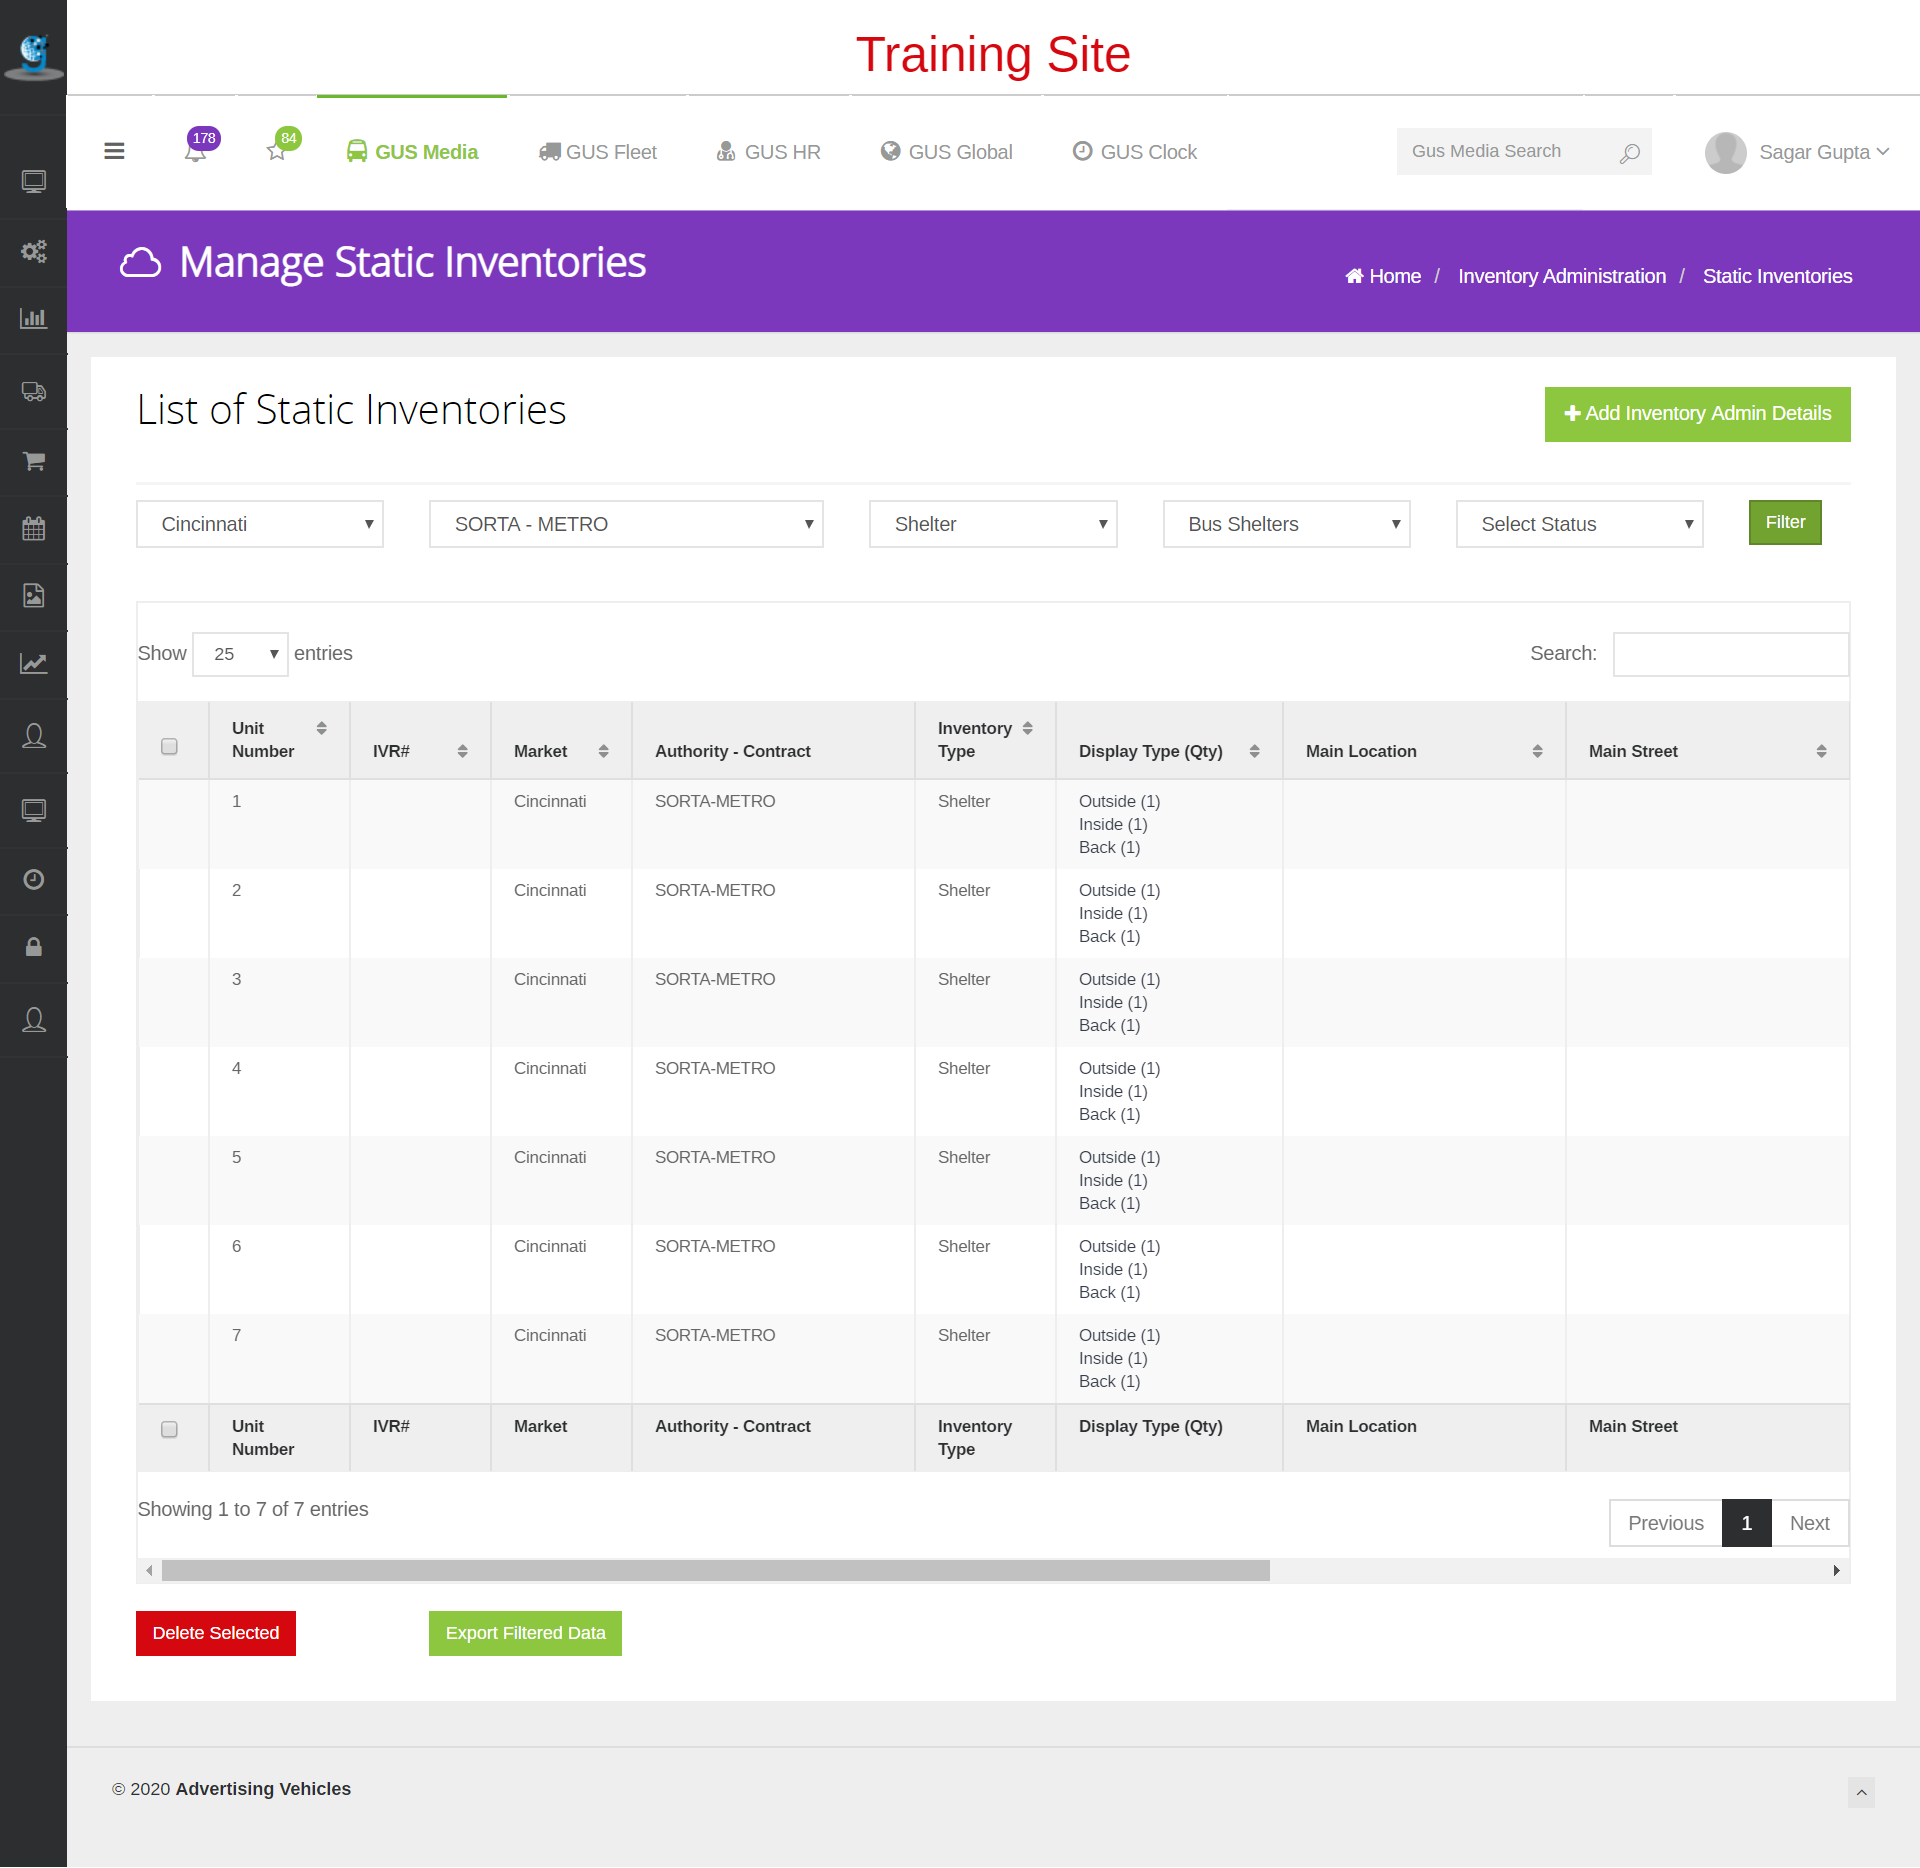 Training Site
178
84
GUS Media
GUS Fleet
GUS HR
GUS Global
GUS Clock
Gus Media Search
Sagar Gupta
Manage Static Inventories
Home / Inventory Administration / Static Inventories
List of Static Inventories
Add Inventory Admin Details
Cincinnati
SORTA - METRO
Shelter
Bus Shelters
Select Status
Filter
Show 25 entries
Search:
Unit Number
IVR#
Market
Authority - Contract
Inventory Type
Display Type (Qty)
Main Location
Main Street
1 Cincinnati SORTA-METRO Shelter Outside (1)
Inside (1)
Back (1)
2 Cincinnati SORTA-METRO Shelter Outside (1)
Inside (1)
Back (1)
3 Cincinnati SORTA-METRO Shelter Outside (1)
Inside (1)
Back (1)
4 Cincinnati SORTA-METRO Shelter Outside (1)
Inside (1)
Back (1)
5 Cincinnati SORTA-METRO Shelter Outside (1)
Inside (1)
Back (1)
6 Cincinnati SORTA-METRO Shelter Outside (1)
Inside (1)
Back (1)
7 Cincinnati SORTA-METRO Shelter Outside (1)
Inside (1)
Back (1)
Unit Number
IVR#
Market
Authority - Contract
Inventory Type
Display Type (Qty)
Main Location
Main Street
Showing 1 to 7 of 7 entries
Previous 1 Next
Delete Selected
Export Filtered Data
© 2020 Advertising Vehicles